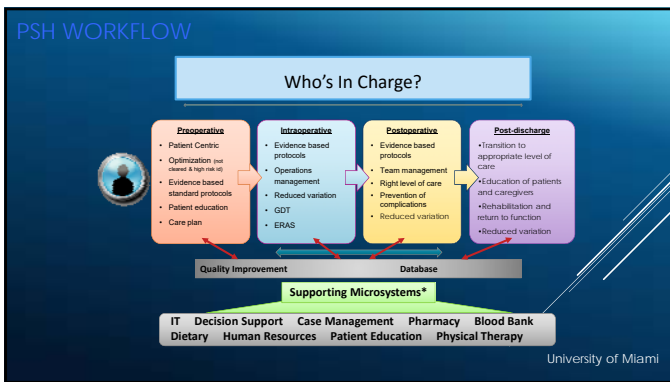 PSH WORKFLOW
Who's In Charge?
Preoperative
• Patient Centric
• Optimization (not
cleared & high risk id)
• Evidence based
standard protocols
• Patient education
• Care plan
Intraoperative
• Evidence based
protocols
• Operations
management
• Reduced variation
• GDT
• ERAS
Postoperative
• Evidence based
protocols
• Team management
• Right level of care
• Prevention of
complications
• Reduced variation
Post-discharge
•Transition to
appropriate level of
care
•Education of patients
and caregivers
•Rehabilitation and
return to function
•Reduced variation
Quality Improvement Database
Supporting Microsystems*
IT Decision Support Case Management Pharmacy Blood Bank
Dietary Human Resources Patient Education Physical Therapy
University of Miami